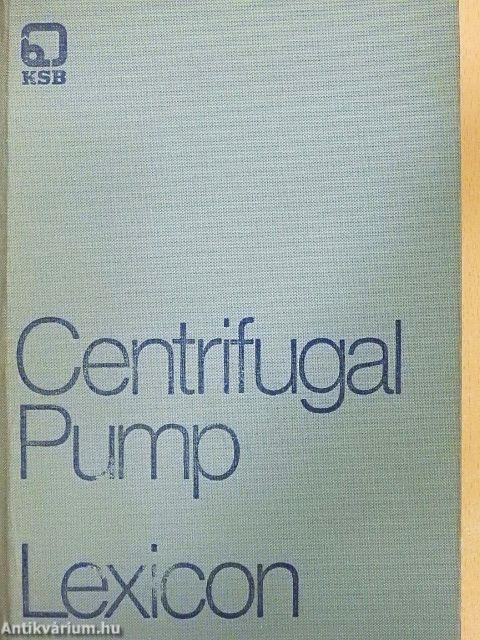 KSB
Centrifugal
Pump
Lexicon
Antikvárium.hu